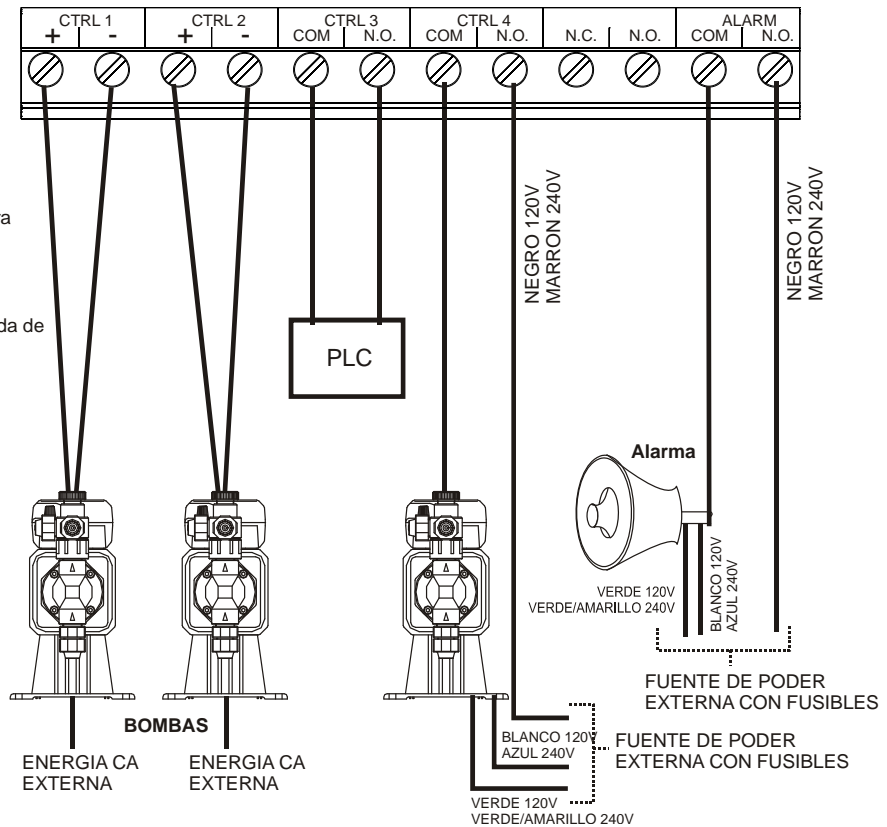 CTRL 1 CTRL 2 CTRL 3 CTRL 4 ALARM
+ - + - COM N.O. COM N.O. N.C. N.O. COM N.O.
NEGRO 120V
MARRON 240V
NEGRO 120V
MARRON 240V
da de
PLC
Alarma
VERDE 120V
VERDE/AMARILLO 240V
BLANCO 120V
AZUL 240V
FUENTE DE PODER
EXTERNA CON FUSIBLES
BOMBAS
ENERGIA CA
EXTERNA
ENERGIA CA
EXTERNA
BLANCO 120V
AZUL 240V
FUENTE DE PODER
EXTERNA CON FUSIBLES
VERDE 120V
VERDE/AMARILLO 240V